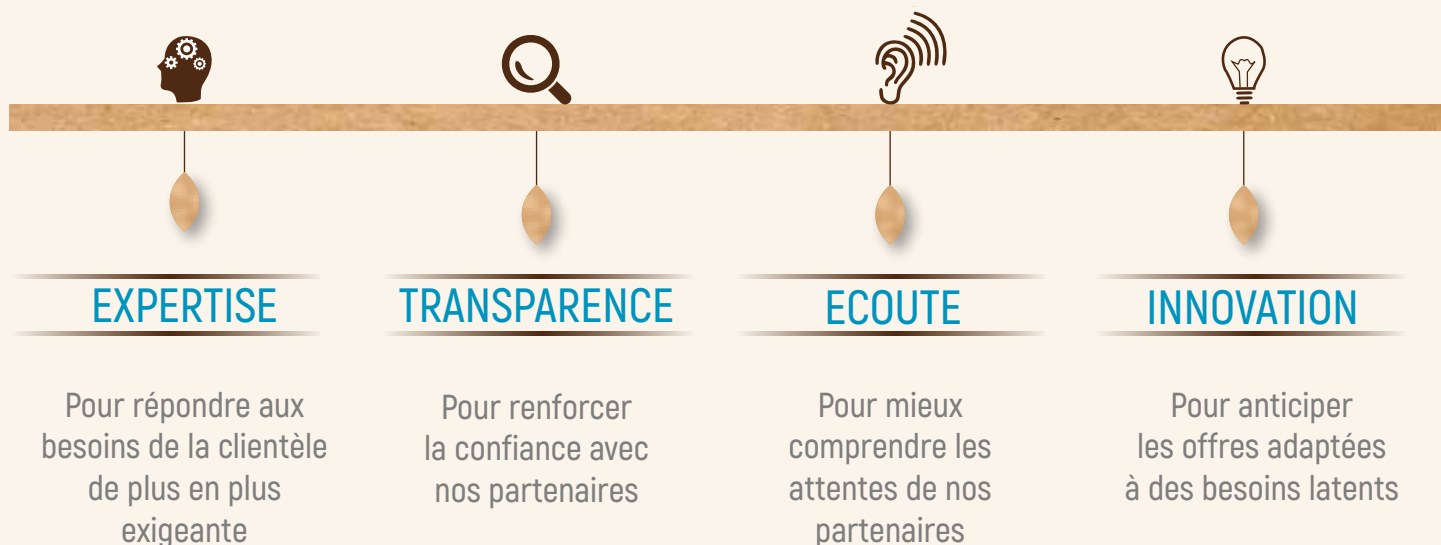 EXPERTISE
Pour répondre aux
besoins de la clientèle
de plus en plus
exigeante
TRANSPARENCE
Pour renforcer
la confiance avec
nos partenaires
ECOUTE
Pour mieux
comprendre les
attentes de nos
partenaires
INNOVATION
Pour anticiper
les offres adaptées
à des besoins latents